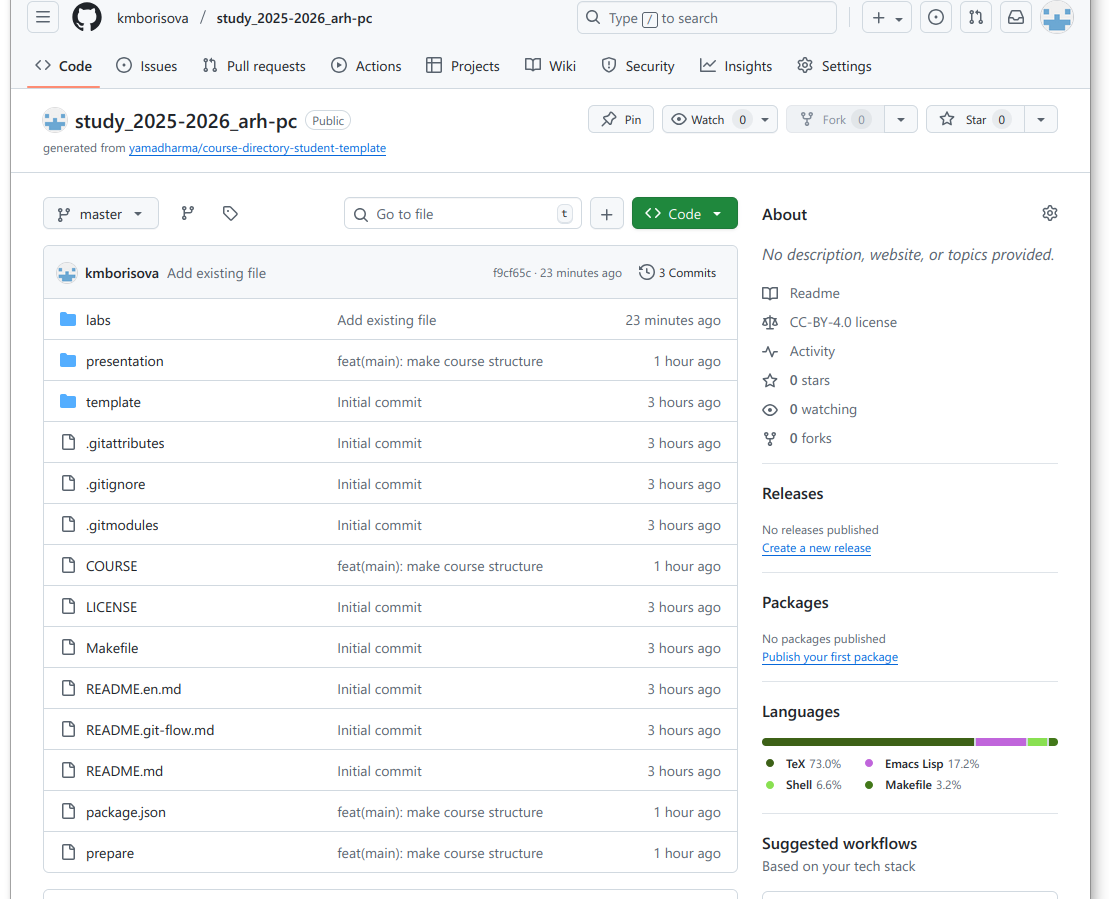 kmborisova / study_2025-2026_arh-pc
Type / to search
Code Issues Pull requests Actions Projects Wiki Security Insights Settings
study_2025-2026_arh-pc Public
Pin Watch 0 Fork 0 Star 0
generated from yamadharma/course-directory-student-template
master
Go to file t
Code
kmborisova Add existing file f9cf65c · 23 minutes ago 3 Commits
labs Add existing file 23 minutes ago
presentation feat(main): make course structure 1 hour ago
template Initial commit 3 hours ago
.gitattributes Initial commit 3 hours ago
.gitignore Initial commit 3 hours ago
.gitmodules Initial commit 3 hours ago
COURSE feat(main): make course structure 1 hour ago
LICENSE Initial commit 3 hours ago
Makefile Initial commit 3 hours ago
README.en.md Initial commit 3 hours ago
README.git-flow.md Initial commit 3 hours ago
README.md Initial commit 3 hours ago
package.json feat(main): make course structure 1 hour ago
prepare feat(main): make course structure 1 hour ago
About
No description, website, or topics provided.
Readme
CC-BY-4.0 license
Activity
0 stars
0 watching
0 forks
Releases
No releases published
Create a new release
Packages
No packages published
Publish your first package
Languages
TeX 73.0% Emacs Lisp 17.2%
Shell 6.6% Makefile 3.2%
Suggested workflows
Based on your tech stack